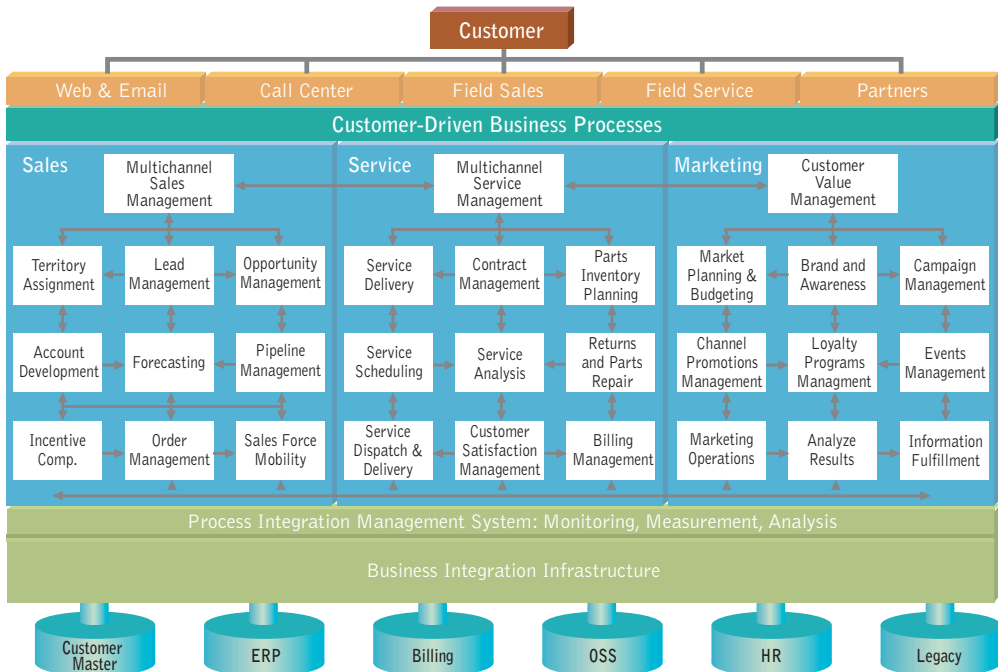 Customer
Web & Email
Call Center
Field Sales
Field Service
Partners
Customer-Driven Business Processes
Sales
Multichannel
Sales
Management
Territory
Assignment
Lead
Management
Opportunity
Management
Account
Development
Forecasting
Pipeline
Management
Incentive
Comp.
Order
Management
Sales Force
Mobility
Service
Multichannel
Service
Management
Service
Delivery
Contract
Management
Parts
Inventory
Planning
Service
Scheduling
Service
Analysis
Returns
and Parts
Repair
Service
Dispatch &
Delivery
Customer
Satisfaction
Management
Billing
Management
Marketing
Customer
Value
Management
Market
Planning &
Budgeting
Brand and
Awareness
Campaign
Management
Channel
Promotions
Management
Loyalty
Programs
Managment
Events
Management
Marketing
Operations
Analyze
Results
Information
Fulfillment
Process Integration Management System: Monitoring, Measurement, Analysis
Business Integration Infrastructure
Customer
Master
ERP
Billing
OSS
HR
Legacy